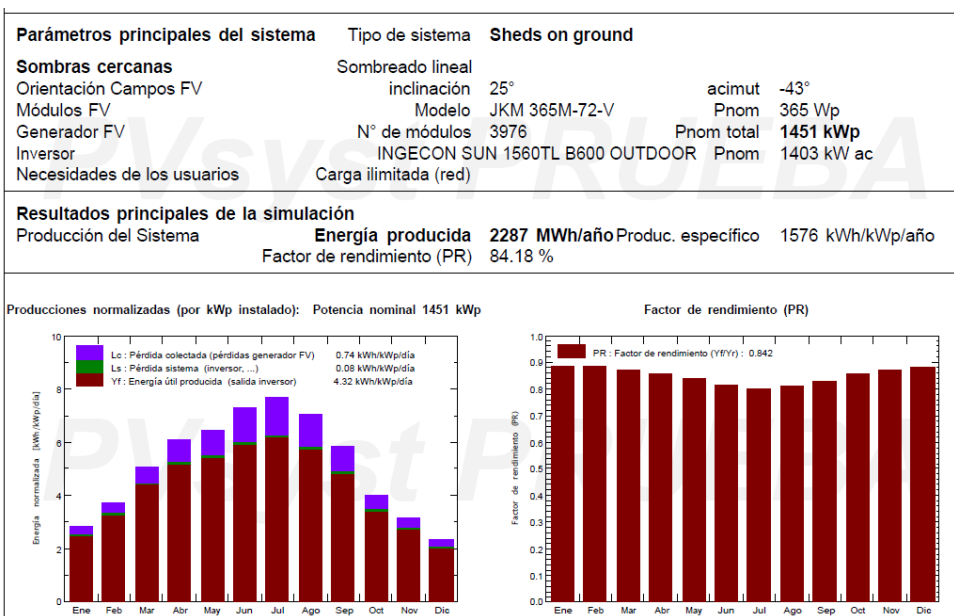 Parámetros principales del sistema Tipo de sistema Sheds on ground
Sombras cercanas Sombreado lineal
Orientación Campos FV inclinación 25° acimut -43°
Módulos FV Modelo JKM 365M-72-V Pnom 365 Wp
Generador FV N° de módulos 3976 Pnom total 1451 kWp
Inversor INGECON SUN 1560TL B600 OUTDOOR Pnom 1403 kW ac
Necesidades de los usuarios Carga ilimitada (red)
PVsyst PRUEBA
Resultados principales de la simulación
Producción del Sistema Energía producida 2287 MWh/año Produc. específico 1576 kWh/kWp/año
Factor de rendimiento (PR) 84.18 %
Producciones normalizadas (por kWp instalado): Potencia nominal 1451 kWp
10
8
6
4
2
0
Energía normalizada [kWh/kWp/día]
Lc : Pérdida colectada (pérdidas generador FV) 0.74 kWh/kWp/día
Ls : Pérdida sistema (inversor, ...) 0.08 kWh/kWp/día
Yf : Energía útil producida (salida inversor) 4.32 kWh/kWp/día
Ene Feb Mar Abr May Jun Jul Ago Sep Oct Nov Dic
Factor de rendimiento (PR)
1.0
0.9
0.8
0.7
0.6
0.5
0.4
0.3
0.2
0.1
0.0
Factor de rendimiento (PR)
PR : Factor de rendimiento (Yf/Yr) : 0.842
Ene Feb Mar Abr May Jun Jul Ago Sep Oct Nov Dic
PVsyst PRUEBA